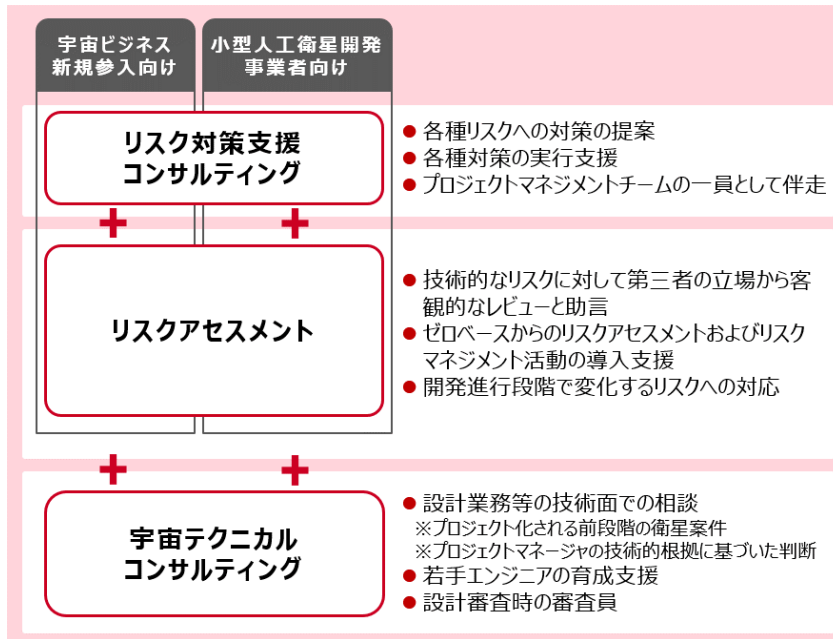 宇宙ビジネス
新規参入向け
小型人工衛星開発
事業者向け
リスク対策支援
コンサルティング
● 各種リスクへの対策の提案
● 各種対策の実行支援
● プロジェクトマネジメントチームの一員として伴走
+ +
リスクアセスメント
● 技術的なリスクに対して第三者の立場から客
観的なレビューと助言
● ゼロベースからのリスクアセスメントおよびリスク
マネジメント活動の導入支援
● 開発進行段階で変化するリスクへの対応
+ +
宇宙テクニカル
コンサルティング
● 設計業務等の技術面での相談
※プロジェクト化される前段階の衛星案件
※プロジェクトマネージャの技術的根拠に基づいた判断
● 若手エンジニアの育成支援
● 設計審査時の審査員